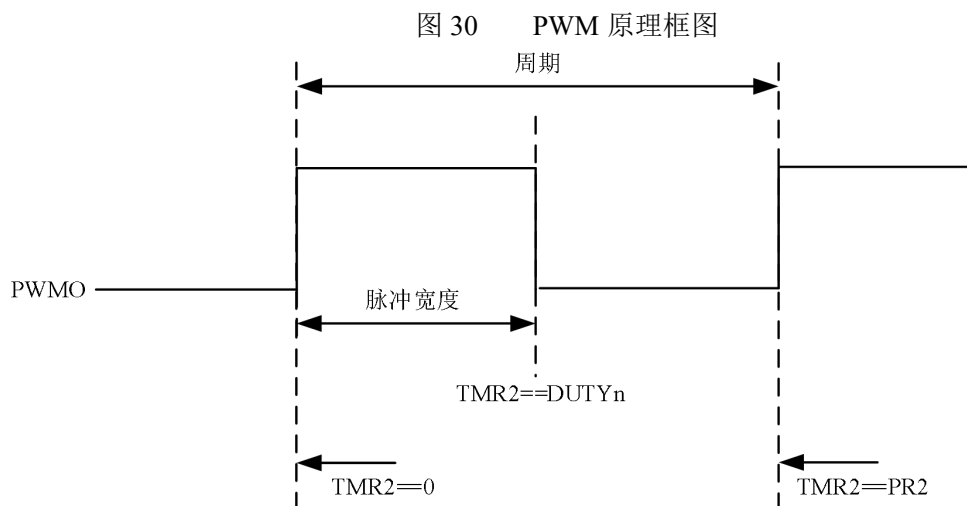 图 30 PWM 原理框图
周期
PWMO
脉冲宽度
TMR2==DUTYn
TMR2==0
TMR2==PR2